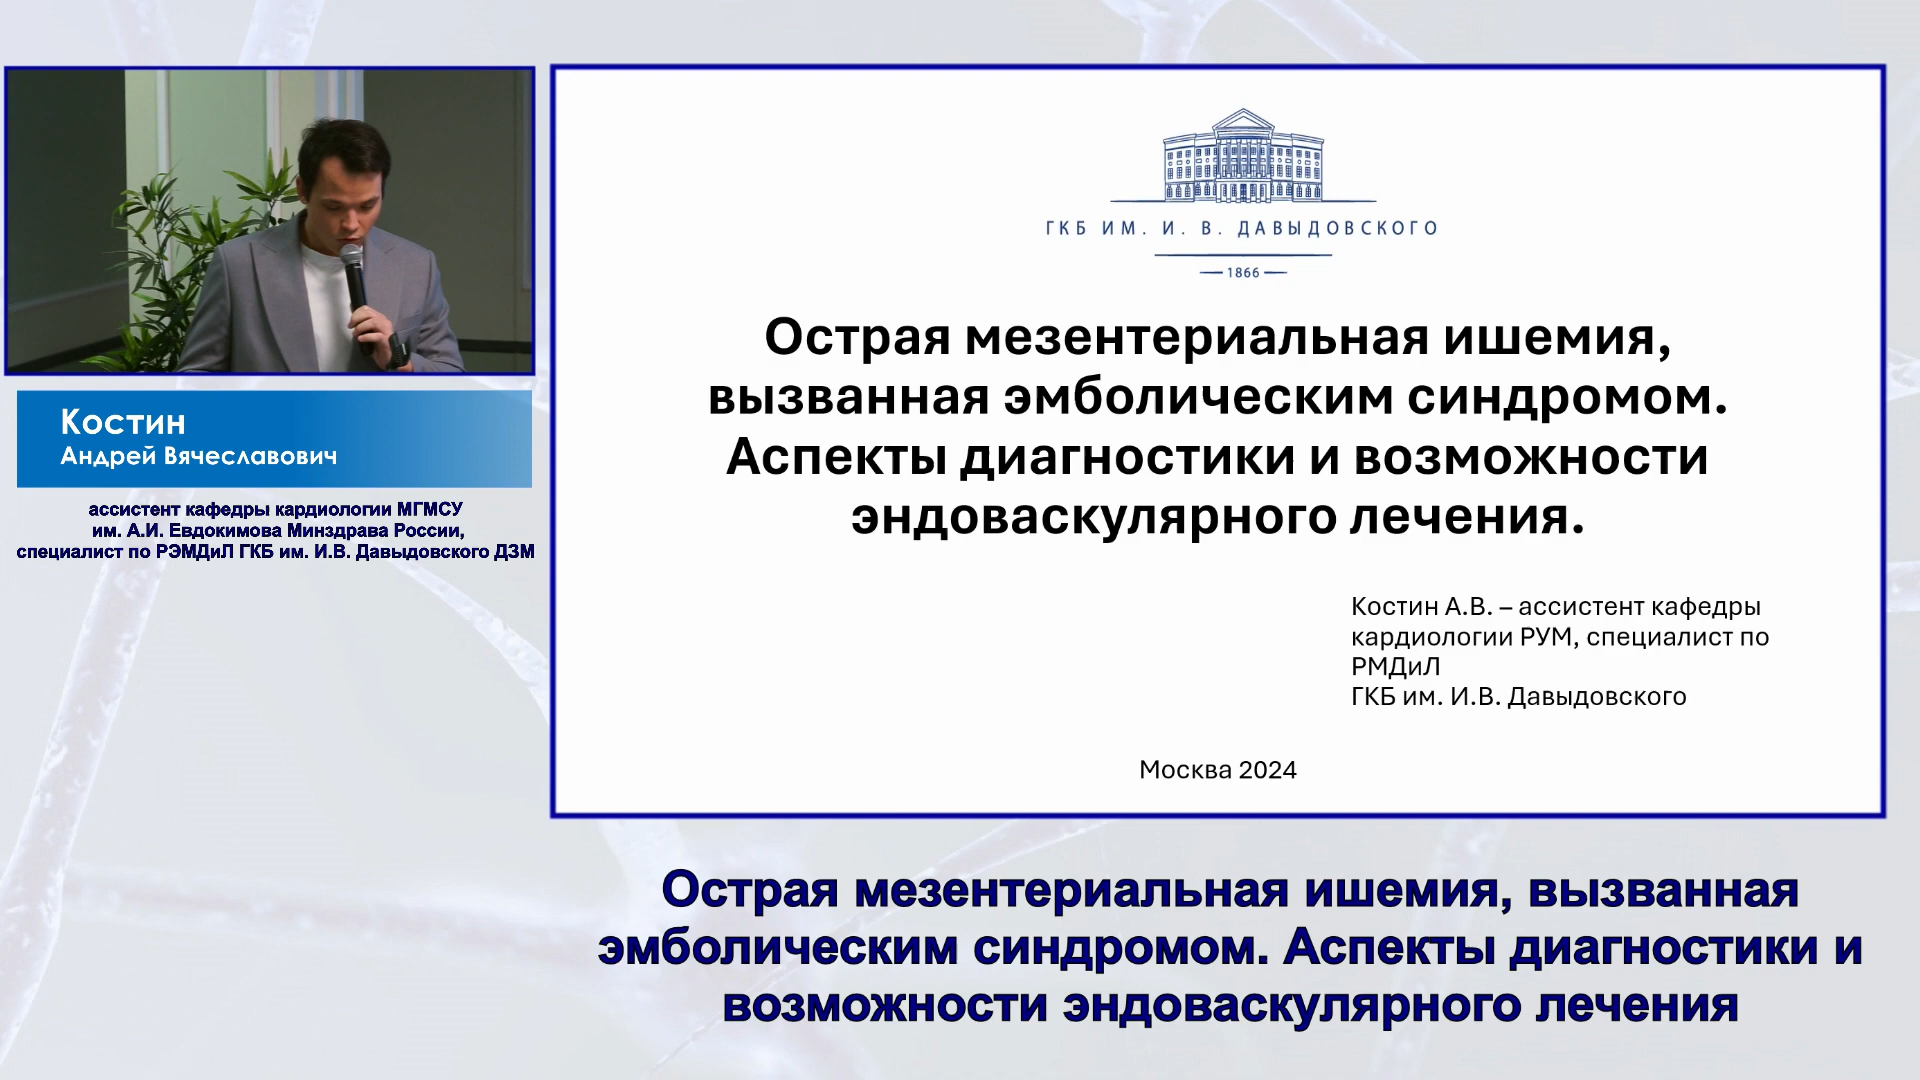 Костин
Андрей Вячеславович
ассистент кафедры кардиологии МГМСУ
им. А.И. Евдокимова Минздрава России,
специалист по РЭМДиЛ ГКБ им. И.В. Давыдовского ДЗМ
ГКБ ИМ. И. В. ДАВЫДОВСКОГО
1866
Острая мезентериальная ишемия,
вызванная эмболическим синдромом.
Аспекты диагностики и возможности
эндоваскулярного лечения.
Костин А.В. – ассистент кафедры
кардиологии РУМ, специалист по
РМДиЛ
ГКБ им. И.В. Давыдовского
Москва 2024
Острая мезентериальная ишемия, вызванная
эмболическим синдромом. Аспекты диагностики и
возможности эндоваскулярного лечения